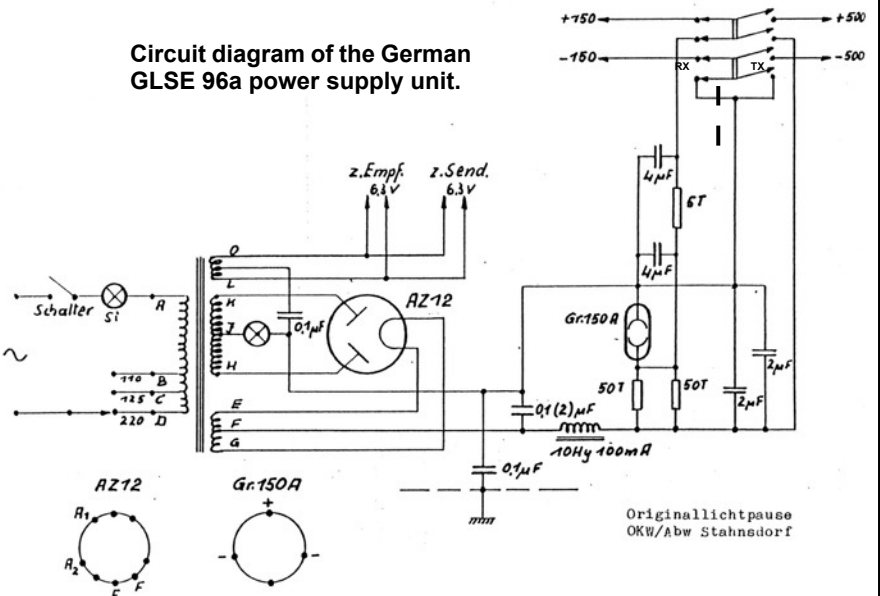 Circuit diagram of the German
GLSE 96a power supply unit.
+150
+500
-150
-500
RX
TX
z.Empf.
6,3V
z.Send.
6,3V
4µF
6T
4µF
O
L
K
J
H
0,1µF
AZ12
Schalter
Si
A
110 B
125 C
220 D
E
F
G
Gr.150A
50T
50T
2µF
2µF
0,1(2)µF
10Hy 100mA
0,1µF
AZ12
A1
A2
F
F
Gr.150A
+
-
-
Originallichtpause
OKW/Abw Stahnsdorf